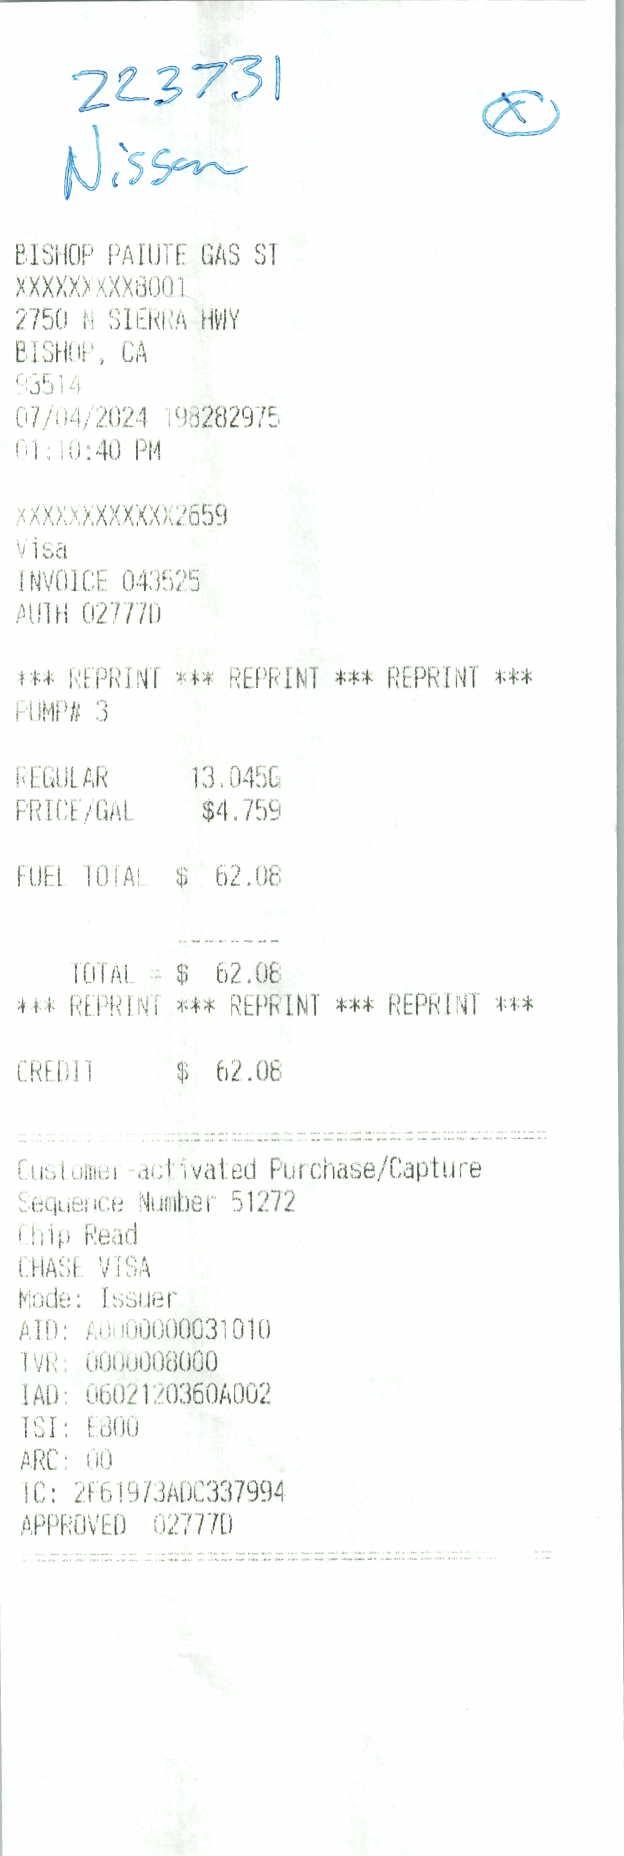 223731
X
Nissan
BISHOP PAIUTE GAS ST
XXXXXXXXX8001
2750 N SIERRA HWY
BISHOP, CA
93514
07/04/2024 198282975
01:10:40 PM
XXXXXXXXXXXX2659
Visa
INVOICE 043525
AUTH 02777D
*** REPRINT *** REPRINT *** REPRINT ***
PUMP# 3
REGULAR 13.045G
PRICE/GAL $4.759
FUEL TOTAL $ 62.08
--------
TOTAL = $ 62.08
*** REPRINT *** REPRINT *** REPRINT ***
CREDIT $ 62.08
Customer-activated Purchase/Capture
Sequence Number 51272
Chip Read
CHASE VISA
Mode: Issuer
AID: A0000000031010
TVR: 0000008000
IAD: 0602120360A002
TSI: E800
ARC: 00
TC: 2F61973ADC337994
APPROVED 02777D